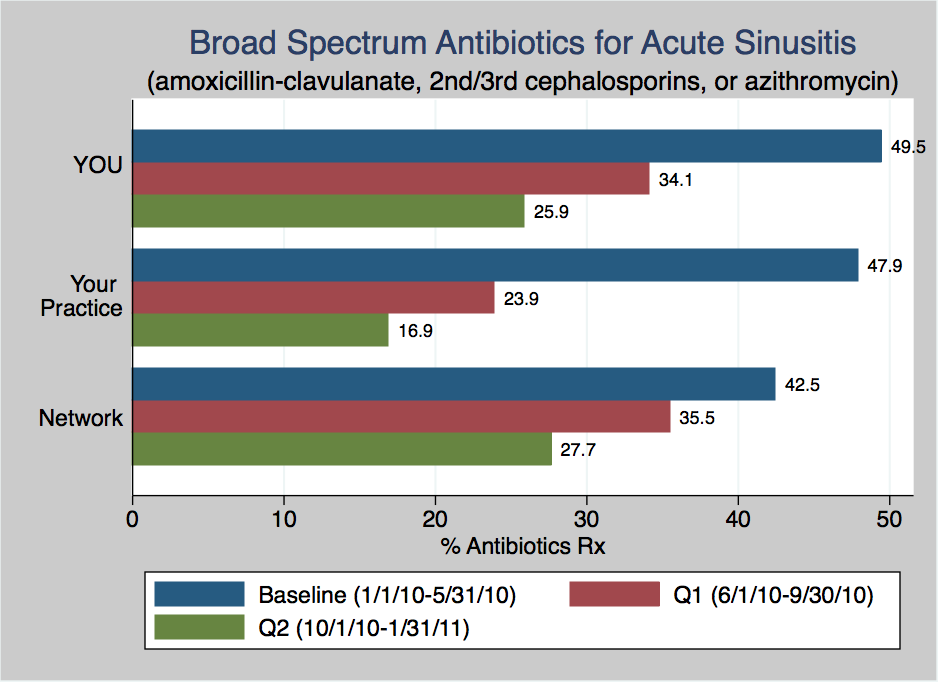 Broad Spectrum Antibiotics for Acute Sinusitis
(amoxicillin-clavulanate, 2nd/3rd cephalosporins, or azithromycin)
YOU
49.5
34.1
25.9
Your
Practice
47.9
23.9
16.9
Network
42.5
35.5
27.7
0 10 20 30 40 50
% Antibiotics Rx
Baseline (1/1/10-5/31/10) Q1 (6/1/10-9/30/10)
Q2 (10/1/10-1/31/11)